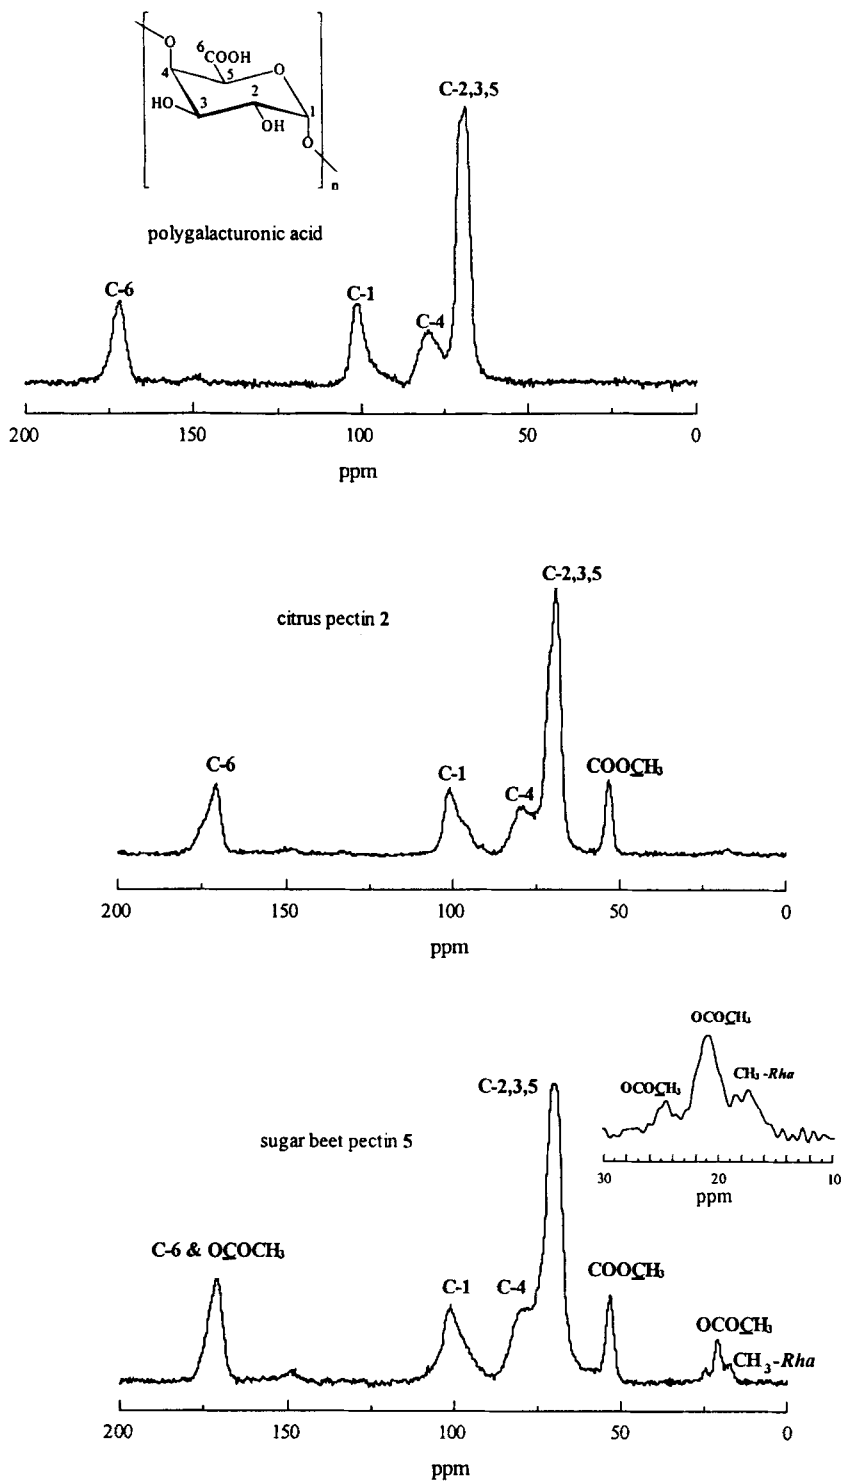 6
COOH
O
4
5
O
HO
3
2
1
OH
O
n
polygalacturonic acid
C-2,3,5
C-6
C-1
C-4
200 150 100 50 0
ppm
C-2,3,5
citrus pectin 2
C-6
C-1
C-4
COOCH₃
200 150 100 50 0
ppm
OCOCH₃
CH₃-Rha
OCOCH₃
30 20 10
ppm
C-2,3,5
sugar beet pectin 5
C-6 & OCOCH₃
C-1
C-4
COOCH₃
OCOCH₃
CH₃-Rha
200 150 100 50 0
ppm